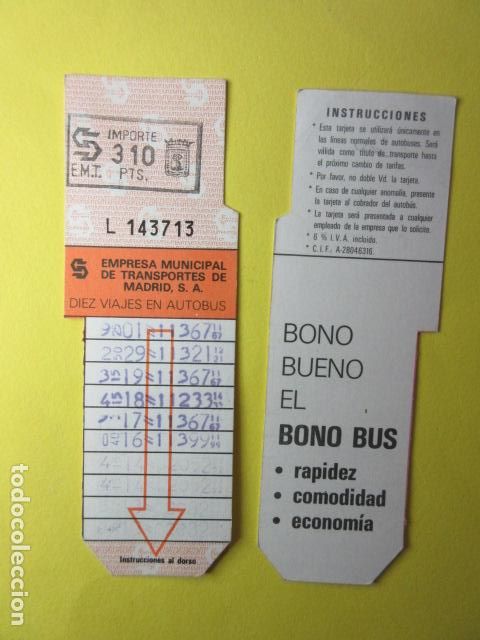 IMPORTE
310
E.M.T. PTS.
L 143713
EMPRESA MUNICIPAL
DE TRANSPORTES DE
MADRID, S. A.
DIEZ VIAJES EN AUTOBUS
Instrucciones al dorso
INSTRUCCIONES
* Esta tarjeta se utilizará únicamente en
las líneas normales de autobuses. Será
válida como título de transporte hasta
el próximo cambio de tarifas.
* Por favor, no doble Vd. la tarjeta.
* En caso de cualquier anomalía, presente
la tarjeta al cobrador del autobús.
* La tarjeta será presentada a cualquier
empleado de la empresa que lo solicite.
* 6 % I.V.A. incluido.
* C.I.F.: A-28046316.
BONO
BUENO
EL
BONO BUS
• rapidez
• comodidad
• economía
todocoleccion